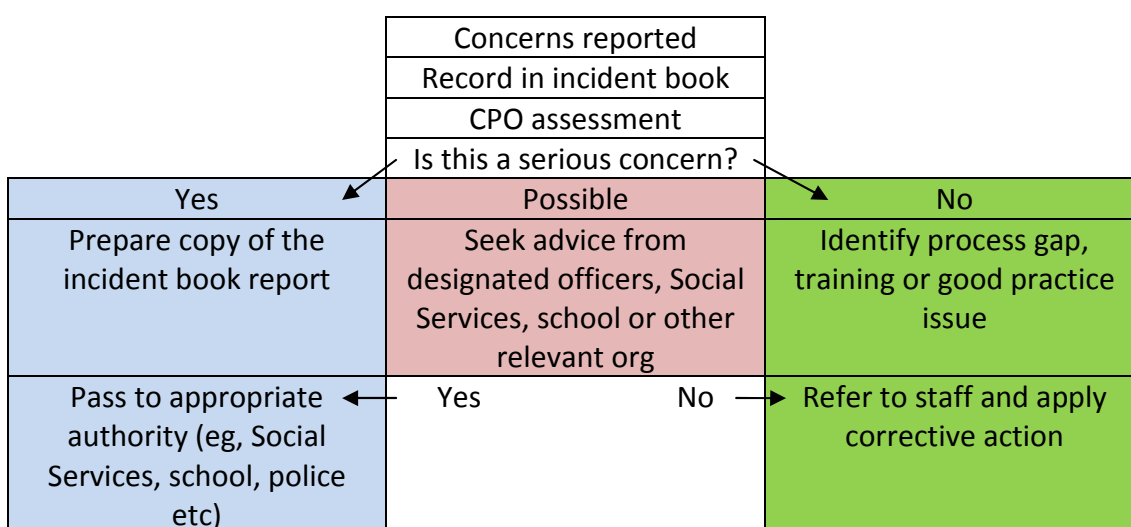 Concerns reported
Record in incident book
CPO assessment
Is this a serious concern?
Yes
Possible
No
Prepare copy of the
incident book report
Seek advice from
designated officers, Social
Services, school or other
relevant org
Identify process gap,
training or good practice
issue
Pass to appropriate
authority (eg, Social
Services, school, police
etc)
Yes
No
Refer to staff and apply
corrective action